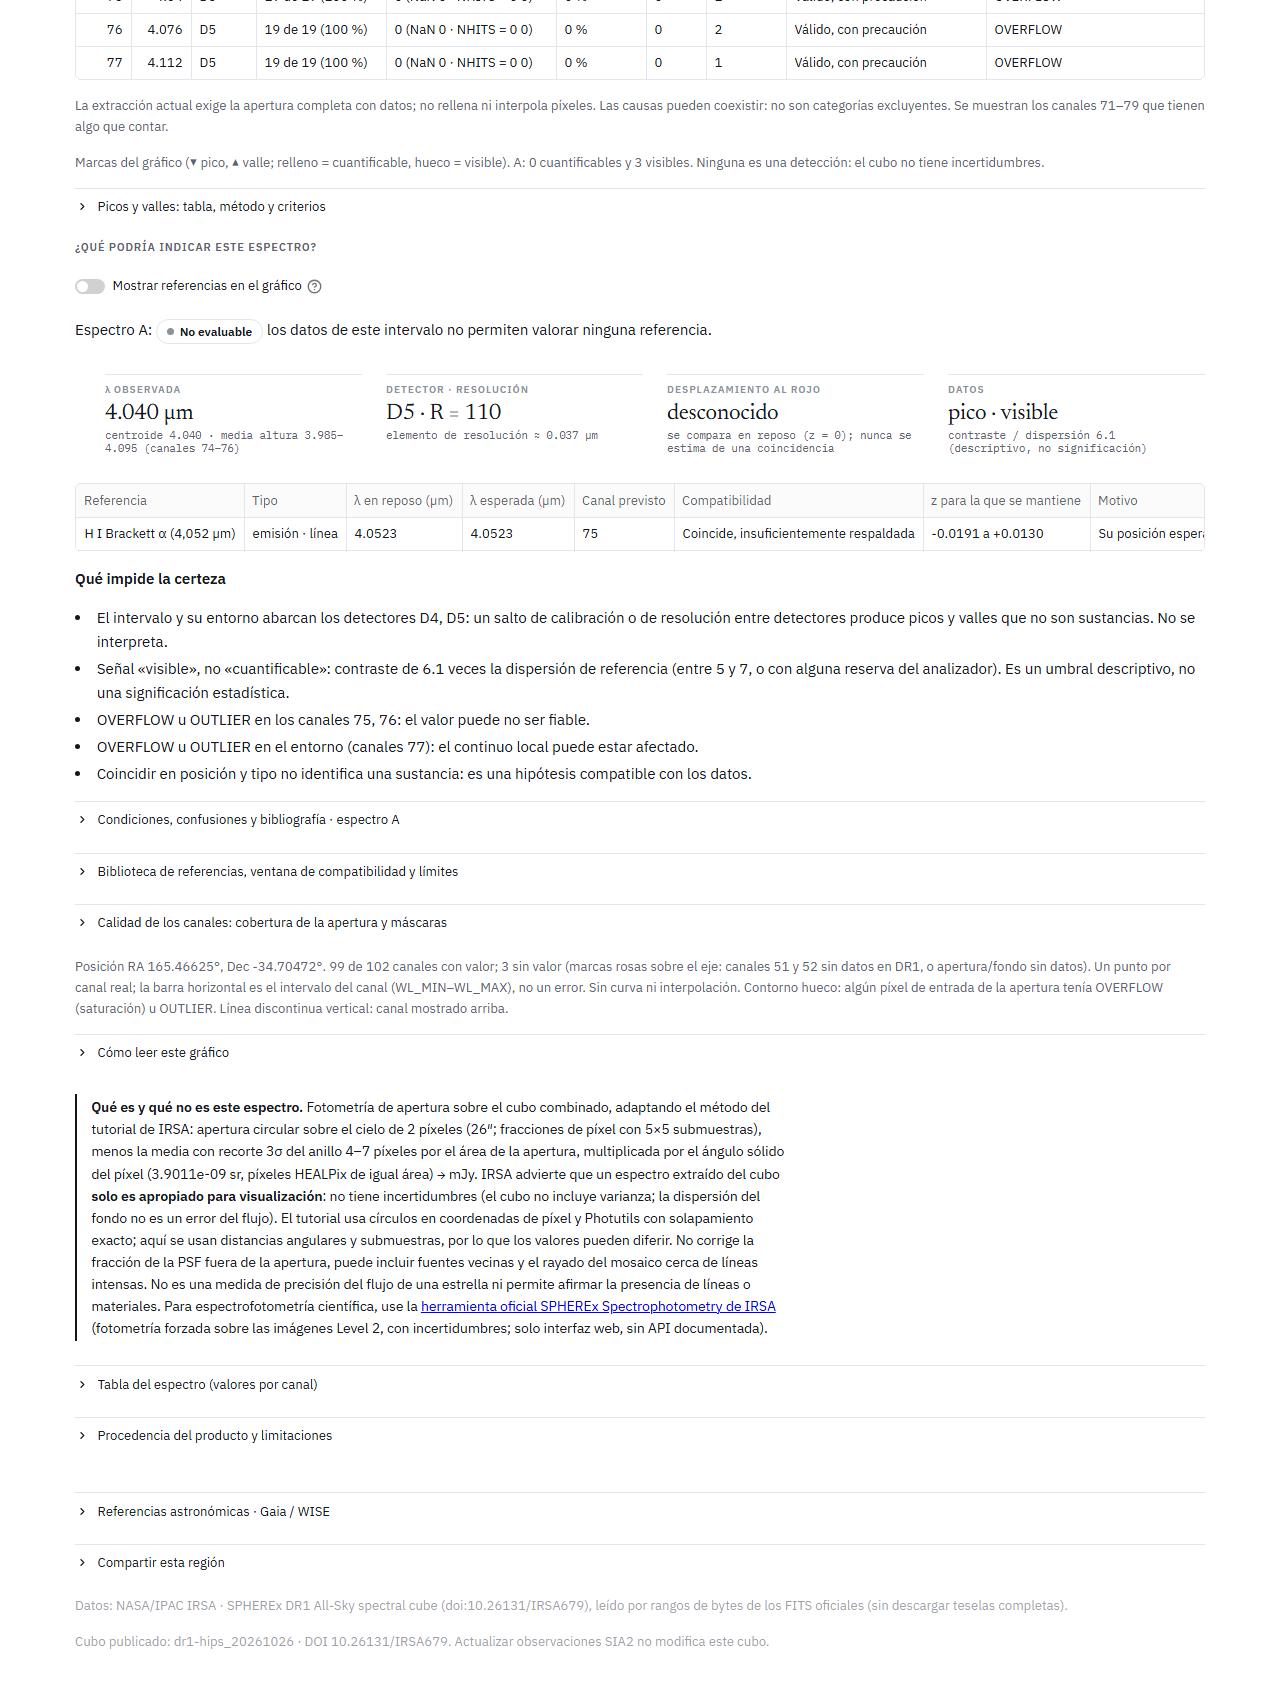 76 4.076 D5 19 de 19 (100 %) 0 (NaN 0 · NHITS = 0 0) 0 % 0 2 Válido, con precaución OVERFLOW
77 4.112 D5 19 de 19 (100 %) 0 (NaN 0 · NHITS = 0 0) 0 % 0 1 Válido, con precaución OVERFLOW
La extracción actual exige la apertura completa con datos; no rellena ni interpola píxeles. Las causas pueden coexistir: no son categorías excluyentes. Se muestran los canales 71–79 que tienen
algo que contar.
Marcas del gráfico (▼ pico, ▲ valle; relleno = cuantificable, hueco = visible). A: 0 cuantificables y 3 visibles. Ninguna es una detección: el cubo no tiene incertidumbres.
Picos y valles: tabla, método y criterios
¿QUÉ PODRÍA INDICAR ESTE ESPECTRO?
Mostrar referencias en el gráfico ?
Espectro A: No evaluable los datos de este intervalo no permiten valorar ninguna referencia.
λ OBSERVADA
4.040 µm
centroide 4.040 · media altura 3.985–
4.095 (canales 74–76)
DETECTOR · RESOLUCIÓN
D5 · R = 110
elemento de resolución ≈ 0.037 µm
DESPLAZAMIENTO AL ROJO
desconocido
se compara en reposo (z = 0); nunca se
estima de una coincidencia
DATOS
pico · visible
contraste / dispersión 6.1
(descriptivo, no significación)
Referencia Tipo λ en reposo (µm) λ esperada (µm) Canal previsto Compatibilidad z para la que se mantiene Motivo
H I Brackett α (4,052 µm) emisión · línea 4.0523 4.0523 75 Coincide, insuficientemente respaldada -0.0191 a +0.0130 Su posición esper
Qué impide la certeza
• El intervalo y su entorno abarcan los detectores D4, D5: un salto de calibración o de resolución entre detectores produce picos y valles que no son sustancias. No se
interpreta.
• Señal «visible», no «cuantificable»: contraste de 6.1 veces la dispersión de referencia (entre 5 y 7, o con alguna reserva del analizador). Es un umbral descriptivo, no
una significación estadística.
• OVERFLOW u OUTLIER en los canales 75, 76: el valor puede no ser fiable.
• OVERFLOW u OUTLIER en el entorno (canales 77): el continuo local puede estar afectado.
• Coincidir en posición y tipo no identifica una sustancia: es una hipótesis compatible con los datos.
Condiciones, confusiones y bibliografía · espectro A
Biblioteca de referencias, ventana de compatibilidad y límites
Calidad de los canales: cobertura de la apertura y máscaras
Posición RA 165.46625°, Dec -34.70472°. 99 de 102 canales con valor; 3 sin valor (marcas rosas sobre el eje: canales 51 y 52 sin datos en DR1, o apertura/fondo sin datos). Un punto por
canal real; la barra horizontal es el intervalo del canal (WL_MIN–WL_MAX), no un error. Sin curva ni interpolación. Contorno hueco: algún píxel de entrada de la apertura tenía OVERFLOW
(saturación) u OUTLIER. Línea discontinua vertical: canal mostrado arriba.
Cómo leer este gráfico
Qué es y qué no es este espectro. Fotometría de apertura sobre el cubo combinado, adaptando el método del
tutorial de IRSA: apertura circular sobre el cielo de 2 píxeles (26″; fracciones de píxel con 5×5 submuestras),
menos la media con recorte 3σ del anillo 4–7 píxeles por el área de la apertura, multiplicada por el ángulo sólido
del píxel (3.9011e-09 sr, píxeles HEALPix de igual área) → mJy. IRSA advierte que un espectro extraído del cubo
solo es apropiado para visualización: no tiene incertidumbres (el cubo no incluye varianza; la dispersión del
fondo no es un error del flujo). El tutorial usa círculos en coordenadas de píxel y Photutils con solapamiento
exacto; aquí se usan distancias angulares y submuestras, por lo que los valores pueden diferir. No corrige la
fracción de la PSF fuera de la apertura, puede incluir fuentes vecinas y el rayado del mosaico cerca de líneas
intensas. No es una medida de precisión del flujo de una estrella ni permite afirmar la presencia de líneas o
materiales. Para espectrofotometría científica, use la herramienta oficial SPHEREx Spectrophotometry de IRSA
(fotometría forzada sobre las imágenes Level 2, con incertidumbres; solo interfaz web, sin API documentada).
Tabla del espectro (valores por canal)
Procedencia del producto y limitaciones
Referencias astronómicas · Gaia / WISE
Compartir esta región
Datos: NASA/IPAC IRSA · SPHEREx DR1 All-Sky spectral cube (doi:10.26131/IRSA679), leído por rangos de bytes de los FITS oficiales (sin descargar teselas completas).
Cubo publicado: dr1-hips_20261026 · DOI 10.26131/IRSA679. Actualizar observaciones SIA2 no modifica este cubo.